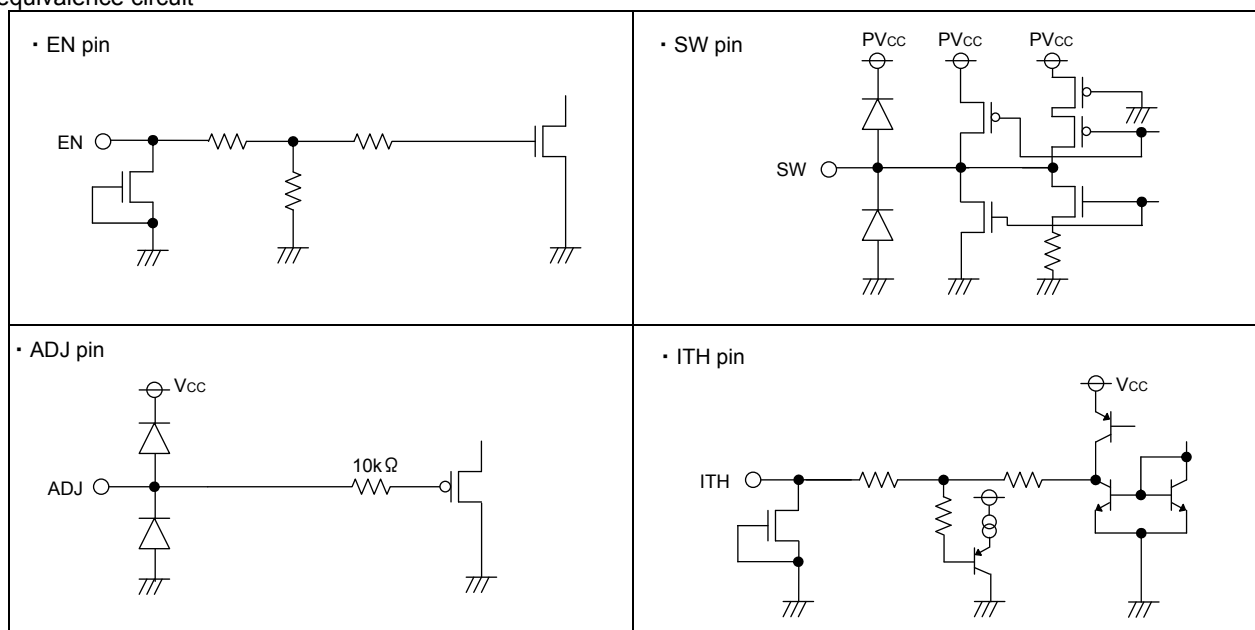 equivalence circuit
・EN pin
EN
・SW pin
PVCC PVCC PVCC
SW
・ADJ pin
VCC
ADJ
10kΩ
・ITH pin
VCC
ITH